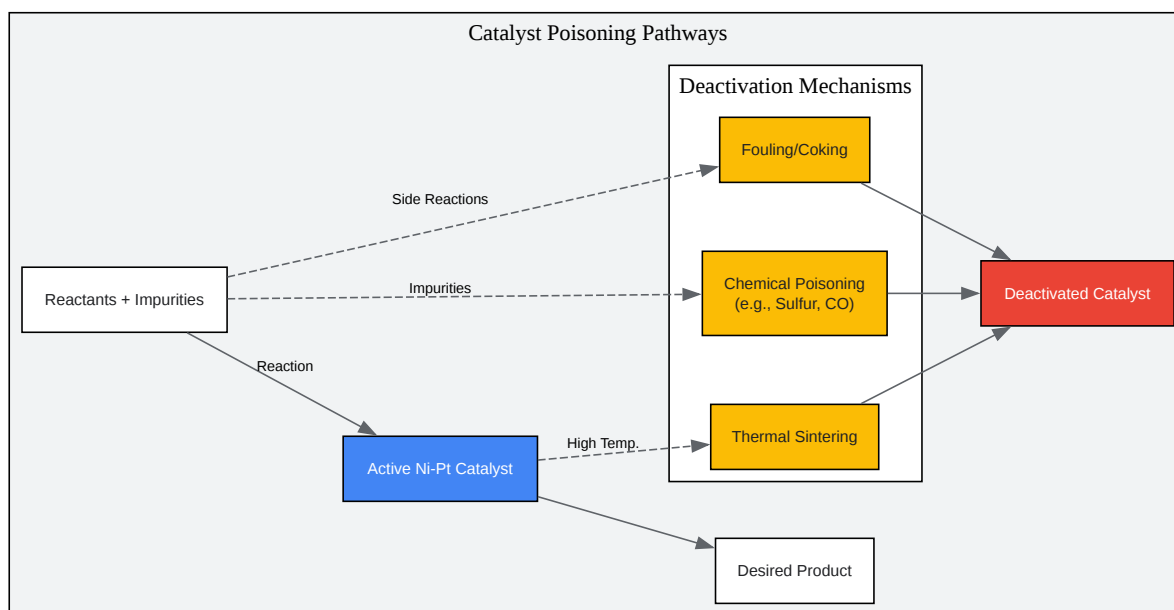 Catalyst Poisoning Pathways
Deactivation Mechanisms
Fouling/Coking
Side Reactions
Reactants + Impurities
Impurities
Chemical Poisoning
(e.g., Sulfur, CO)
Deactivated Catalyst
Reaction
Active Ni-Pt Catalyst
High Temp.
Thermal Sintering
Desired Product